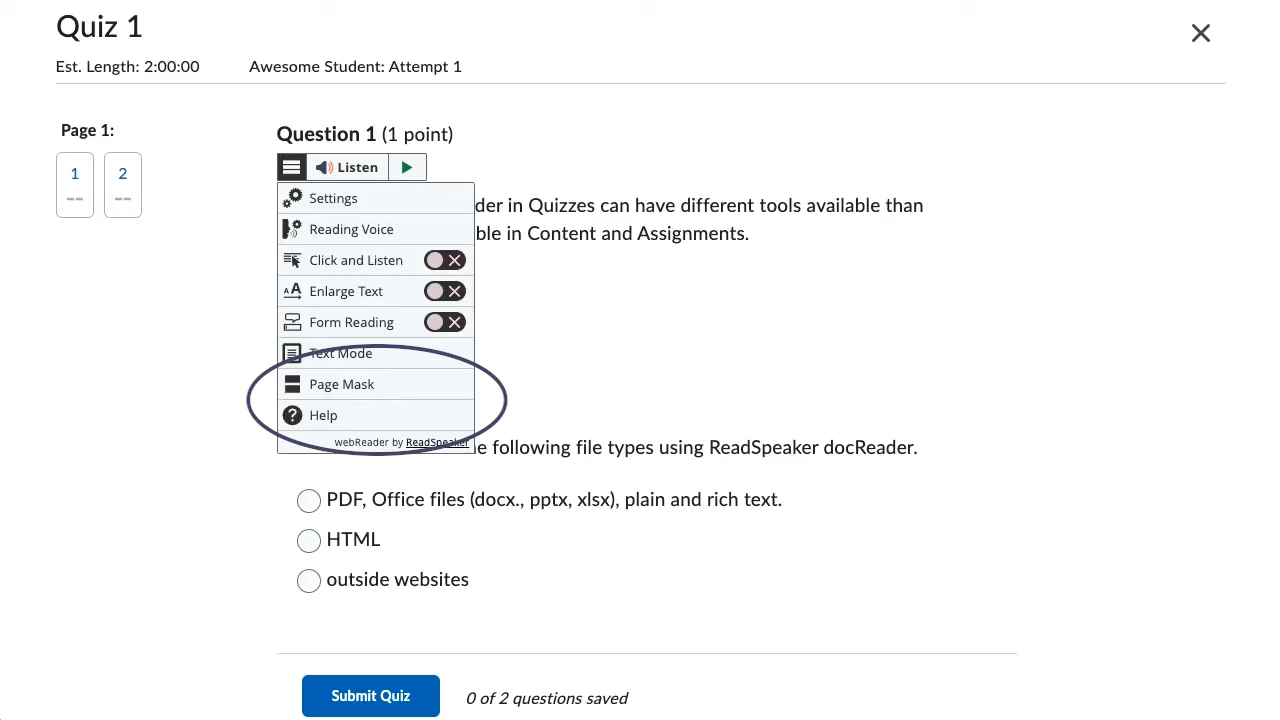 Quiz 1
Est. Length: 2:00:00 Awesome Student: Attempt 1
Page 1:
1 2
-- --
Question 1 (1 point)
Listen
Settings
der in Quizzes can have different tools available than
Reading Voice
ble in Content and Assignments.
Click and Listen
Enlarge Text
Form Reading
Text Mode
Page Mask
Help
webReader by ReadSpeaker
e following file types using ReadSpeaker docReader.
PDF, Office files (docx., pptx, xlsx), plain and rich text.
HTML
outside websites
Submit Quiz 0 of 2 questions saved